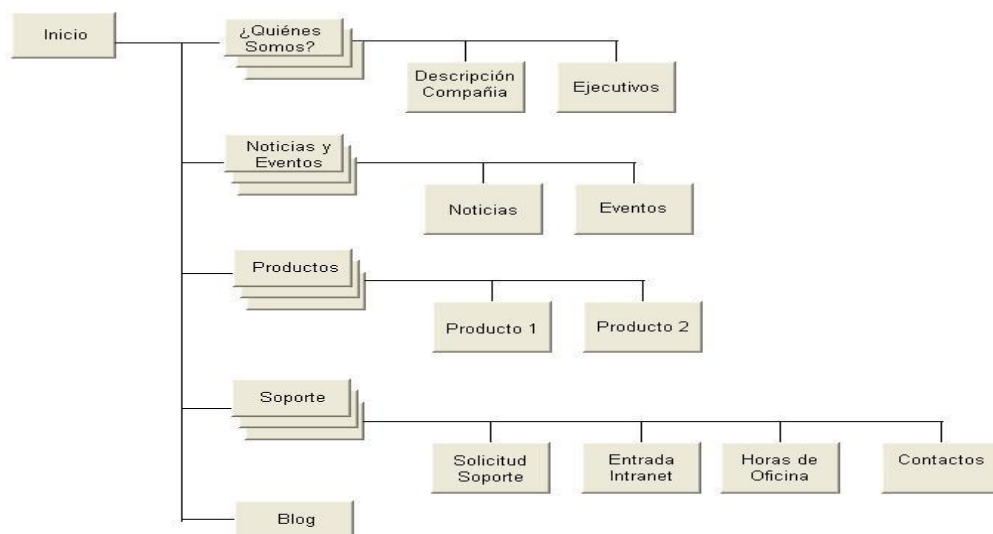 Inicio
¿Quiénes
Somos?
Descripción
Compañia
Ejecutivos
Noticias y
Eventos
Noticias
Eventos
Productos
Producto 1
Producto 2
Soporte
Solicitud
Soporte
Entrada
Intranet
Horas de
Oficina
Contactos
Blog